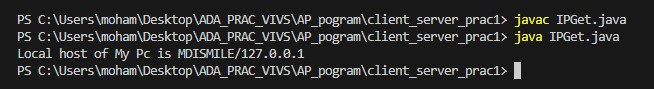 PS C:\Users\moham\Desktop\ADA_PRAC_VIVS\AP_pogram\client_server_prac1> javac IPGet.java
PS C:\Users\moham\Desktop\ADA_PRAC_VIVS\AP_pogram\client_server_prac1> java IPGet.java
Local host of My Pc is MDISMILE/127.0.0.1
PS C:\Users\moham\Desktop\ADA_PRAC_VIVS\AP_pogram\client_server_prac1>